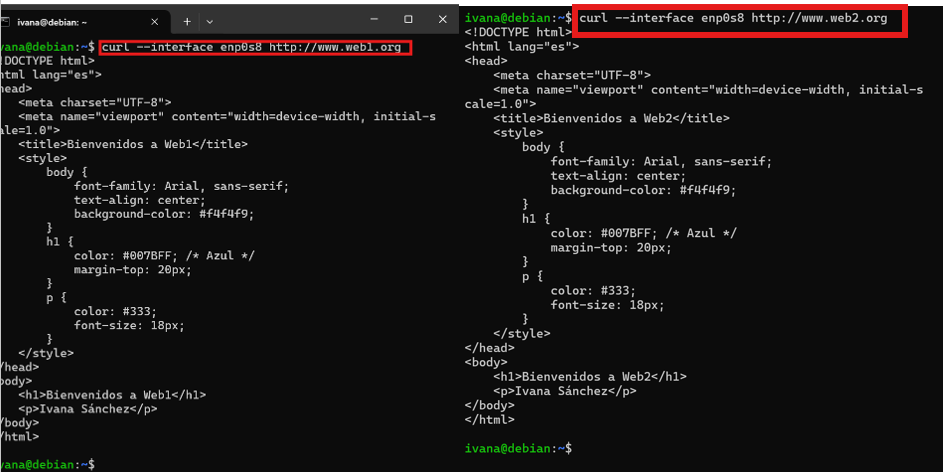 ivana@debian: ~
vana@debian:~$ curl --interface enp0s8 http://www.web1.org
!DOCTYPE html>
html lang="es">
head>
<meta charset="UTF-8">
<meta name="viewport" content="width=device-width, initial-s
cale=1.0">
<title>Bienvenidos a Web1</title>
<style>
body {
font-family: Arial, sans-serif;
text-align: center;
background-color: #f4f4f9;
}
h1 {
color: #007BFF; /* Azul */
margin-top: 20px;
}
p {
color: #333;
font-size: 18px;
}
</style>
/head>
body>
<h1>Bienvenidos a Web1</h1>
<p>Ivana Sánchez</p>
/body>
/html>
vana@debian:~$
ivana@debian:~$ curl --interface enp0s8 http://www.web2.org
<!DOCTYPE html>
<html lang="es">
<head>
<meta charset="UTF-8">
<meta name="viewport" content="width=device-width, initial-s
cale=1.0">
<title>Bienvenidos a Web2</title>
<style>
body {
font-family: Arial, sans-serif;
text-align: center;
background-color: #f4f4f9;
}
h1 {
color: #007BFF; /* Azul */
margin-top: 20px;
}
p {
color: #333;
font-size: 18px;
}
</style>
</head>
<body>
<h1>Bienvenidos a Web2</h1>
<p>Ivana Sánchez</p>
</body>
</html>
ivana@debian:~$